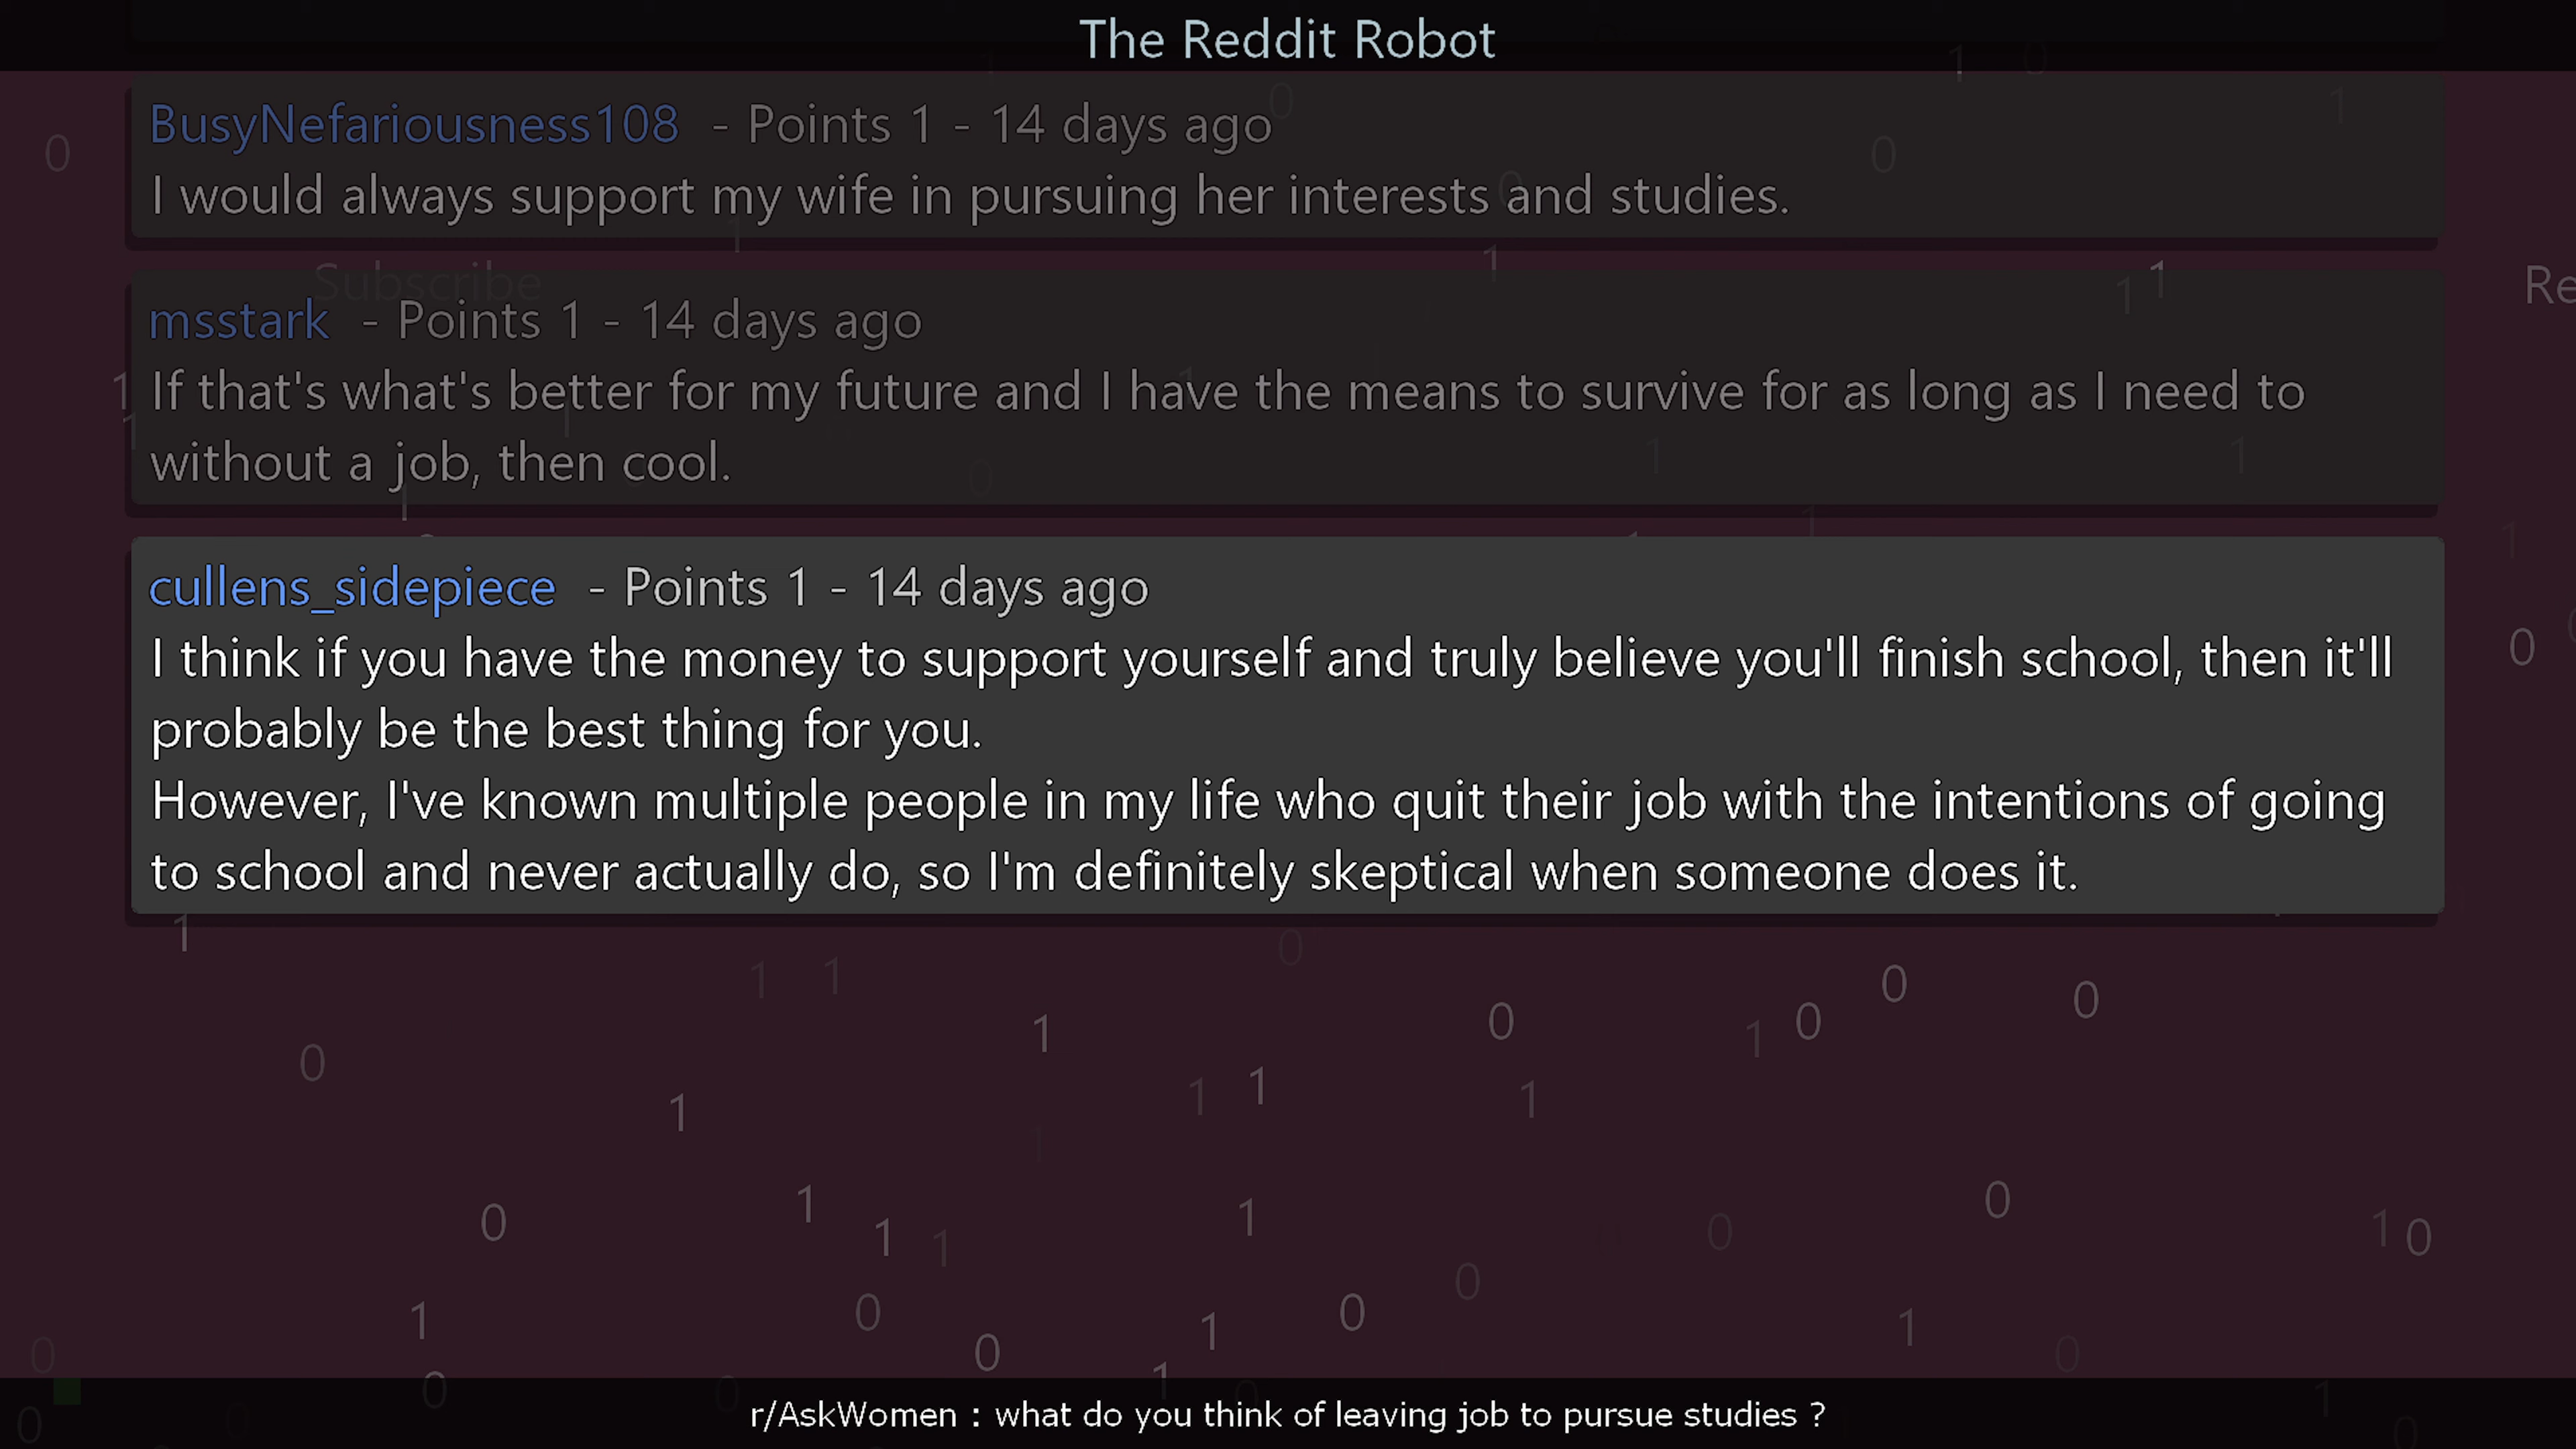 The Reddit Robot
BusyNefariousness108 - Points 1 - 14 days ago
I would always support my wife in pursuing her interests and studies.
Subscribe
Re
msstark - Points 1 - 14 days ago
If that's what's better for my future and I have the means to survive for as long as I need to
without a job, then cool.
cullens_sidepiece - Points 1 - 14 days ago
I think if you have the money to support yourself and truly believe you'll finish school, then it'll
probably be the best thing for you.
However, I've known multiple people in my life who quit their job with the intentions of going
to school and never actually do, so I'm definitely skeptical when someone does it.
r/AskWomen : what do you think of leaving job to pursue studies ?